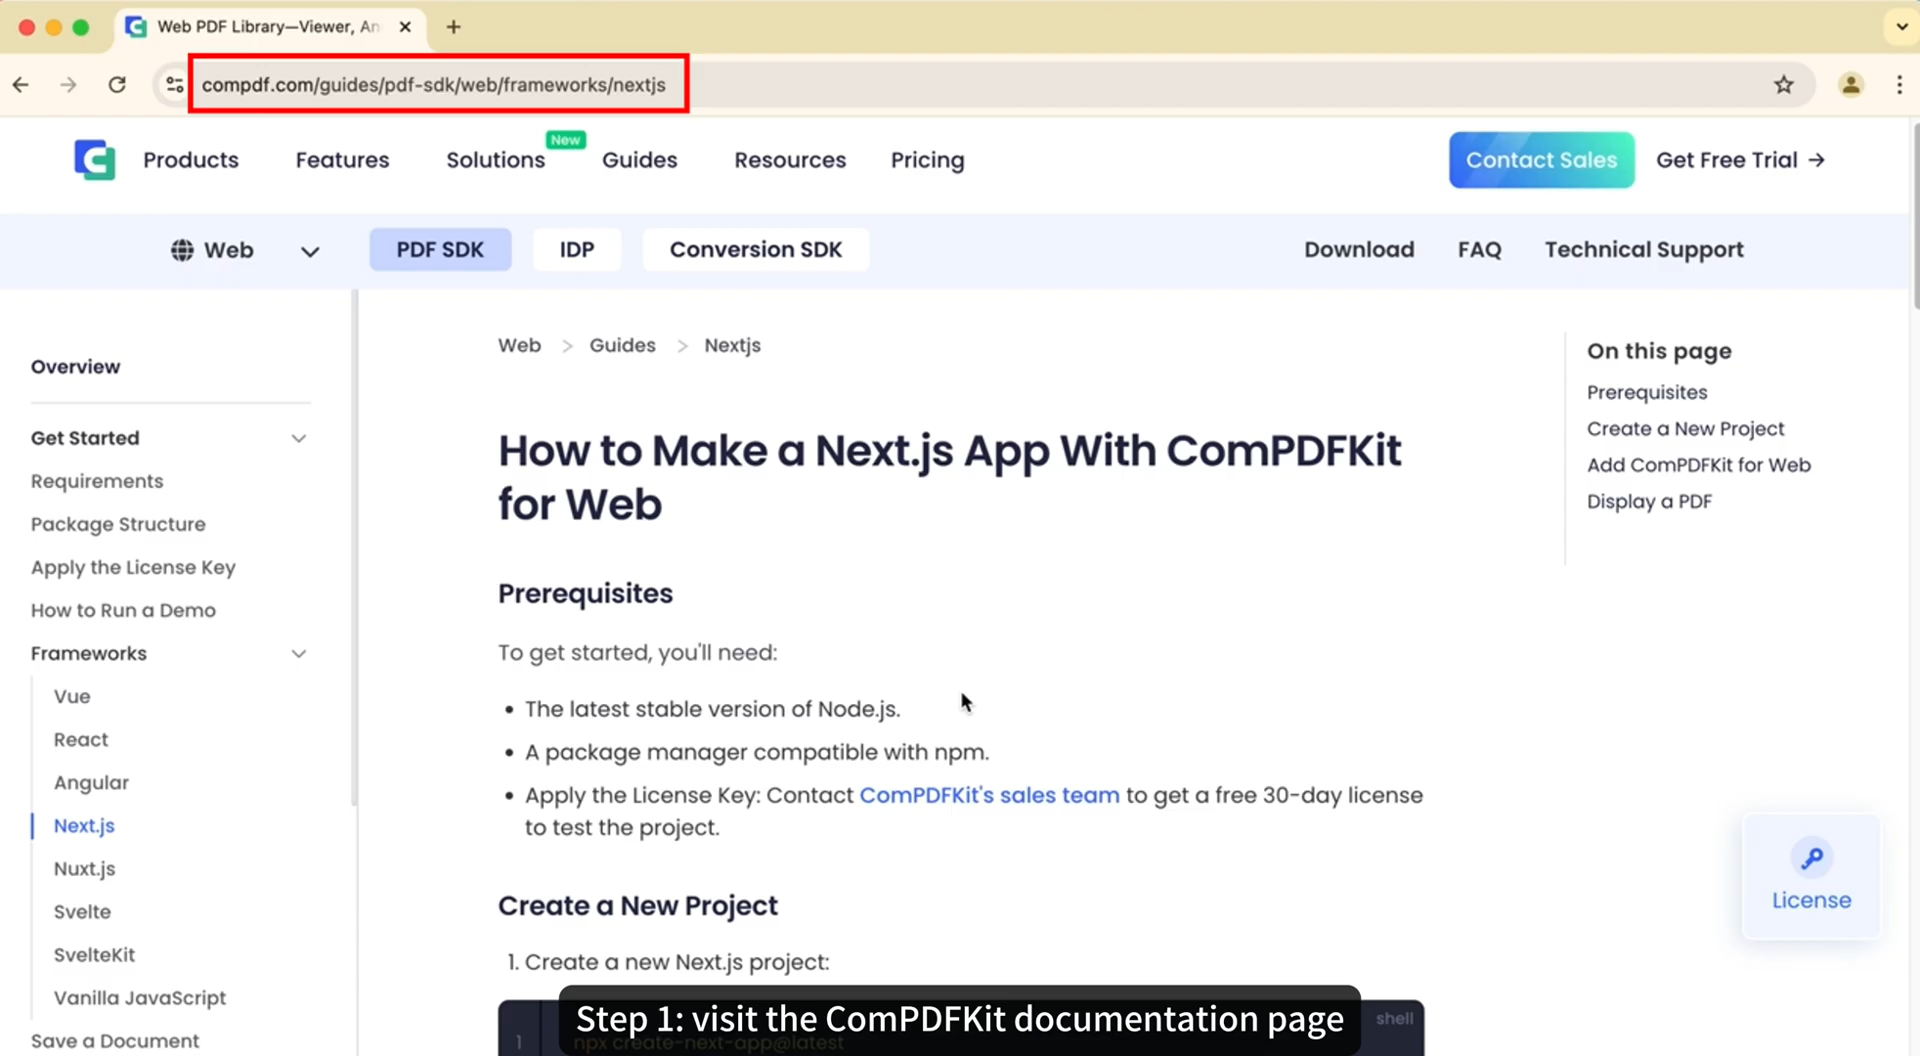 Web PDF Library—Viewer, An
compdf.com/guides/pdf-sdk/web/frameworks/nextjs
Products
Features
Solutions
New
Guides
Resources
Pricing
Contact Sales
Get Free Trial →
Web
PDF SDK
IDP
Conversion SDK
Download
FAQ
Technical Support
Overview
Get Started
Requirements
Package Structure
Apply the License Key
How to Run a Demo
Frameworks
Vue
React
Angular
Next.js
Nuxt.js
Svelte
SvelteKit
Vanilla JavaScript
Save a Document
Web > Guides > Nextjs
How to Make a Next.js App With ComPDFKit
for Web
Prerequisites
To get started, you'll need:
• The latest stable version of Node.js.
• A package manager compatible with npm.
• Apply the License Key: Contact ComPDFKit's sales team to get a free 30-day license
to test the project.
Create a New Project
1. Create a new Next.js project:
shell
1 npx create-next-app@latest
Step 1: visit the ComPDFKit documentation page
On this page
Prerequisites
Create a New Project
Add ComPDFKit for Web
Display a PDF
License